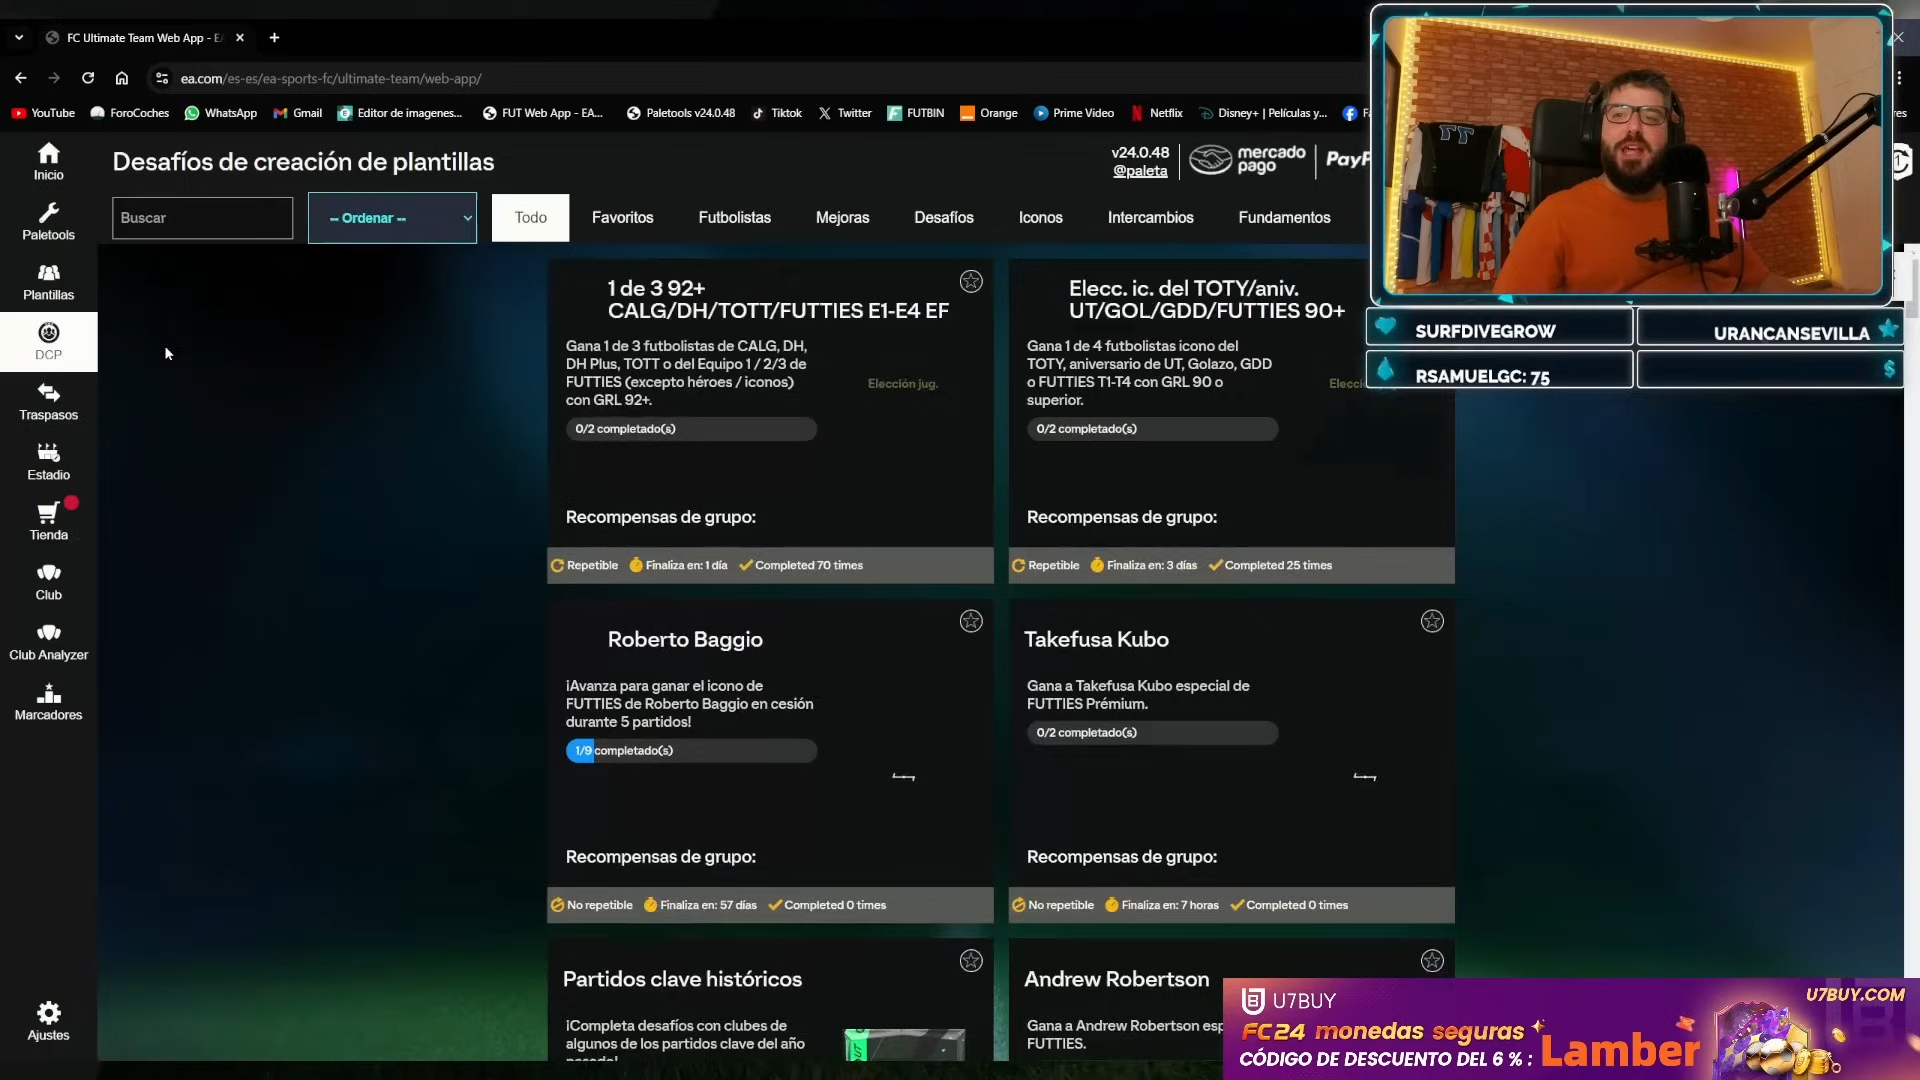 FC Ultimate Team Web App - EA
ea.com/es-es/ea-sports-fc/ultimate-team/web-app/
YouTube
ForoCoches
WhatsApp
Gmail
Editor de imagenes...
FUT Web App - EA...
Paletools v24.0.48
Tiktok
Twitter
FUTBIN
Orange
Prime Video
Netflix
Disney+ | Películas y...
Inicio
Paletools
Plantillas
DCP
Traspasos
Estadio
Tienda
Club
Club Analyzer
Marcadores
Ajustes
Desafíos de creación de plantillas
v24.0.48
@paleta
mercado
pago
Buscar
-- Ordenar --
Todo
Favoritos
Futbolistas
Mejoras
Desafíos
Iconos
Intercambios
Fundamentos
1 de 3 92+
CALG/DH/TOTT/FUTTIES E1-E4 EF
Gana 1 de 3 futbolistas de CALG, DH,
DH Plus, TOTT o del Equipo 1 / 2/3 de
FUTTIES (excepto héroes / iconos)
con GRL 92+.
Elección jug.
0/2 completado(s)
Recompensas de grupo:
Repetible
Finaliza en: 1 día
Completed 70 times
Elecc. ic. del TOTY/aniv.
UT/GOL/GDD/FUTTIES 90+
Gana 1 de 4 futbolistas icono del
TOTY, aniversario de UT, Golazo, GDD
o FUTTIES T1-T4 con GRL 90 o
superior.
0/2 completado(s)
Recompensas de grupo:
Repetible
Finaliza en: 3 días
Completed 25 times
Roberto Baggio
¡Avanza para ganar el icono de
FUTTIES de Roberto Baggio en cesión
durante 5 partidos!
1/9 completado(s)
Recompensas de grupo:
No repetible
Finaliza en: 57 días
Completed 0 times
Takefusa Kubo
Gana a Takefusa Kubo especial de
FUTTIES Prémium.
0/2 completado(s)
Recompensas de grupo:
No repetible
Finaliza en: 7 horas
Completed 0 times
Partidos clave históricos
¡Completa desafíos con clubes de
algunos de los partidos clave del año
Andrew Robertson
Gana a Andrew Robertson
FUTTIES.
SURFDIVEGROW
URANCANSEVILLA
RSAMUELGC: 75
U7BUY
U7BUY.COM
FC24 monedas seguras
CÓDIGO DE DESCUENTO DEL 6 % : Lamber